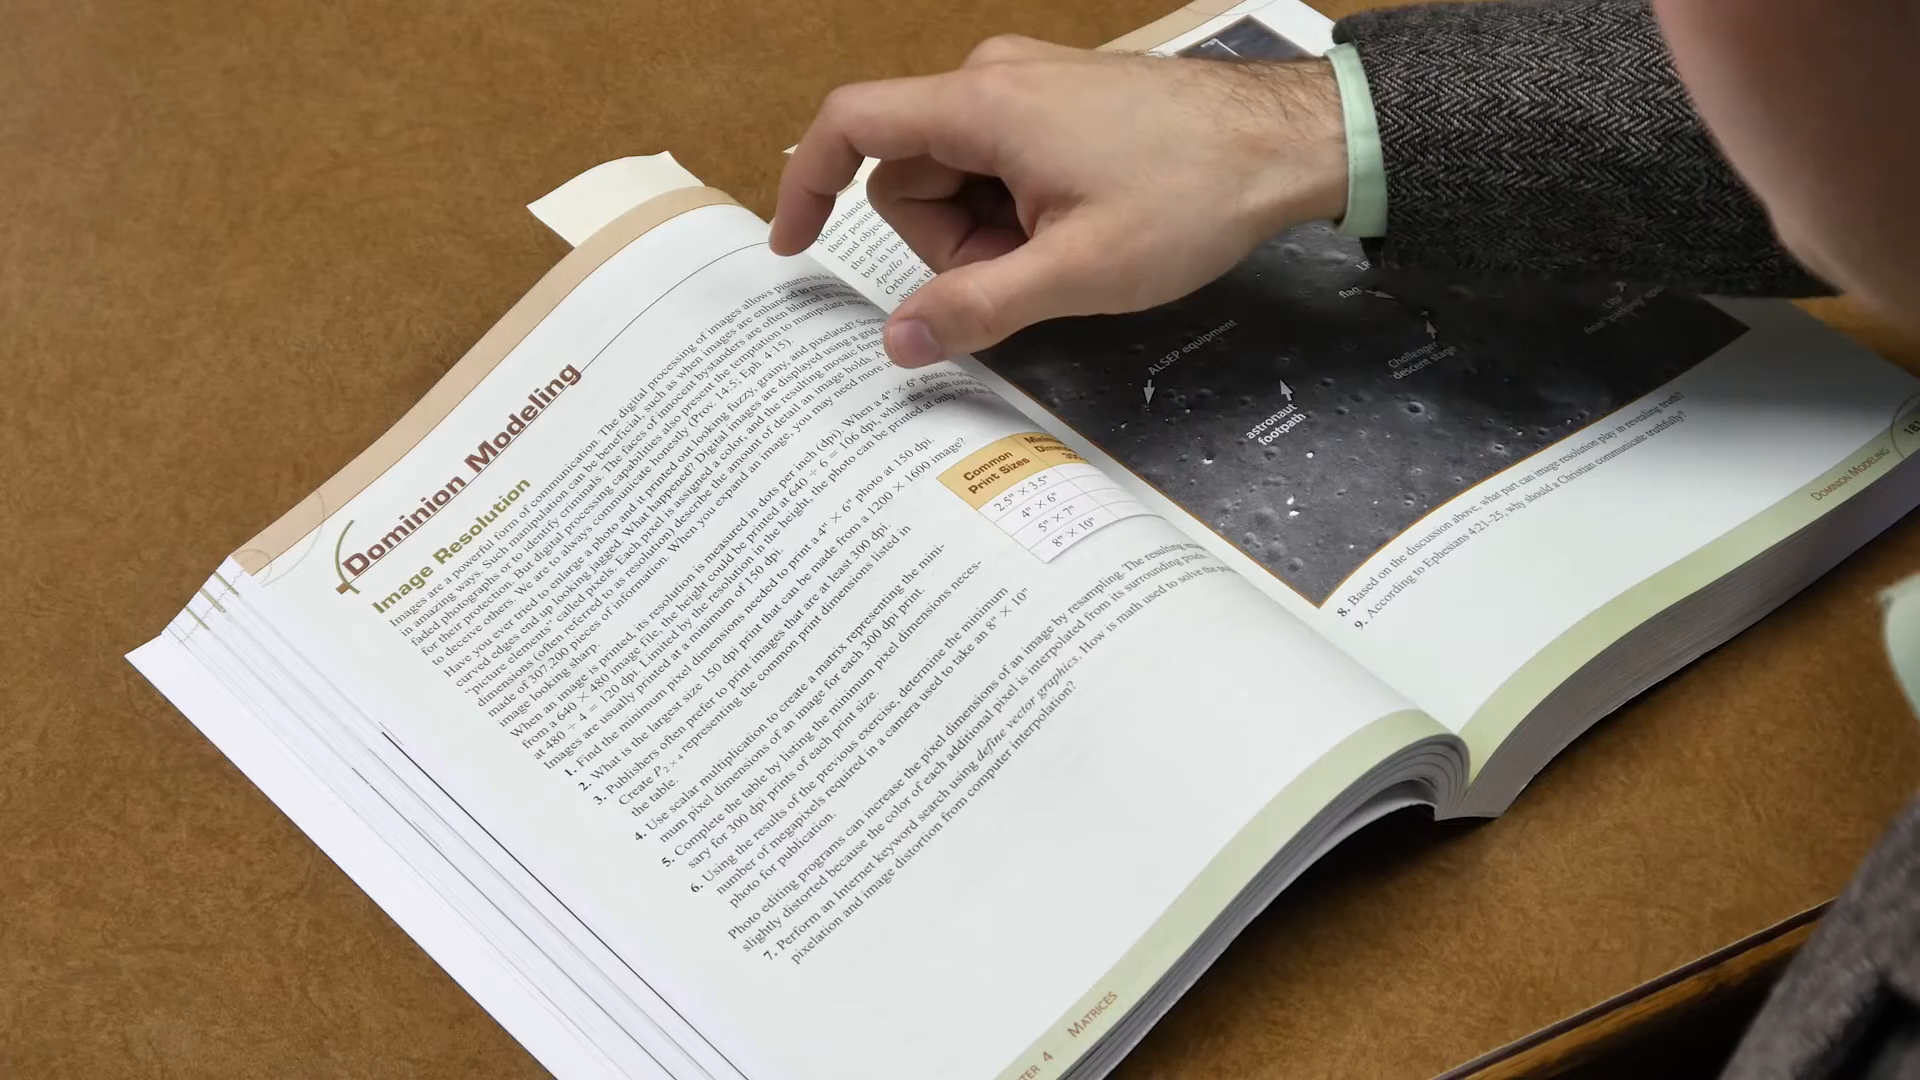 Dominion Modeling
Image Resolution
Images are a powerful form of communication. The digital processing of images allows pictures to be
in amazing ways. Such manipulation can be beneficial, such as when images are enhanced to restore
faded photographs or to identify criminals. The faces of innocent bystanders are often blurred in
for their protection. But digital processing capabilities also present the temptation to manipulate
to deceive others. We are to always communicate honestly (Prov. 14:5; Eph. 4:15).
Have you ever tried to enlarge a photo and it printed out looking fuzzy, grainy, and pixelated? Some
curved edges end up looking jagged. What happened? Digital images are displayed using a grid
"picture elements" called pixels. Each pixel is assigned a color, and the resulting mosaic forms
dimensions (often referred to as resolution) describe the amount of detail an image holds. A
made of 307,200 pieces of information. When you expand an image, you may need more
image looking sharp.
When an image is printed, its resolution is measured in dots per inch (dpi). When a 4" × 6" photo is
from a 640 × 480 image file, the height could be printed at 640 ÷ 6 = 106 dpi, while the width could
at 480 ÷ 4 = 120 dpi. Limited by the resolution in the height, the photo can be printed at only 106
Images are usually printed at a minimum of 150 dpi.
1. Find the minimum pixel dimensions needed to print a 4" × 6" photo at 150 dpi.
2. What is the largest size 150 dpi print that can be made from a 1200 × 1600 image?
3. Publishers often prefer to print images that are at least 300 dpi.
Create P2 × 4 representing the common print dimensions listed in
the table.
4. Use scalar multiplication to create a matrix representing the mini-
mum pixel dimensions of an image for each 300 dpi print.
5. Complete the table by listing the minimum pixel dimensions neces-
sary for 300 dpi prints of each print size.
6. Using the results of the previous exercise, determine the minimum
number of megapixels required in a camera used to take an 8" × 10"
photo for publication.
Common
Print Sizes
2.5" × 3.5"
4" × 6"
5" × 7"
8" × 10"
Photo editing programs can increase the pixel dimensions of an image by resampling. The resulting
slightly distorted because the color of each additional pixel is interpolated from its surrounding pixels.
7. Perform an Internet keyword search using define vector graphics. How is math used to solve the
pixelation and image distortion from computer interpolation?
4 MATRICES
Moon-landing
their
hind
the photos
but in
Apollo 1
Orbiter,
shows
flag
ALSEP equipment
astronaut
footpath
Challenger
descent stage
8. Based on the discussion above, what part can image resolution play in revealing truth?
9. According to Ephesians 4:21–25, why should a Christian communicate truthfully?
DOMINION MODELING